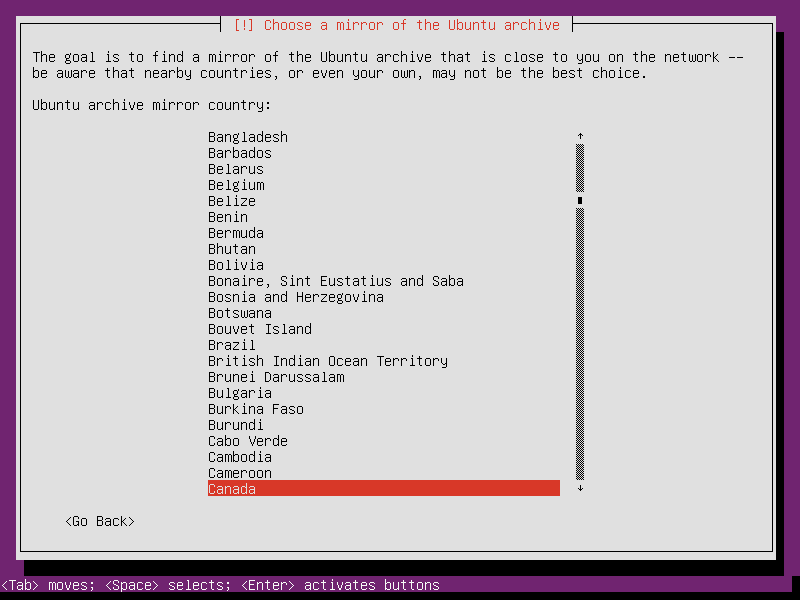 [!] Choose a mirror of the Ubuntu archive
The goal is to find a mirror of the Ubuntu archive that is close to you on the network --
be aware that nearby countries, or even your own, may not be the best choice.
Ubuntu archive mirror country:
Bangladesh
Barbados
Belarus
Belgium
Belize
Benin
Bermuda
Bhutan
Bolivia
Bonaire, Sint Eustatius and Saba
Bosnia and Herzegovina
Botswana
Bouvet Island
Brazil
British Indian Ocean Territory
Brunei Darussalam
Bulgaria
Burkina Faso
Burundi
Cabo Verde
Cambodia
Cameroon
Canada
<Go Back>
<Tab> moves; <Space> selects; <Enter> activates buttons